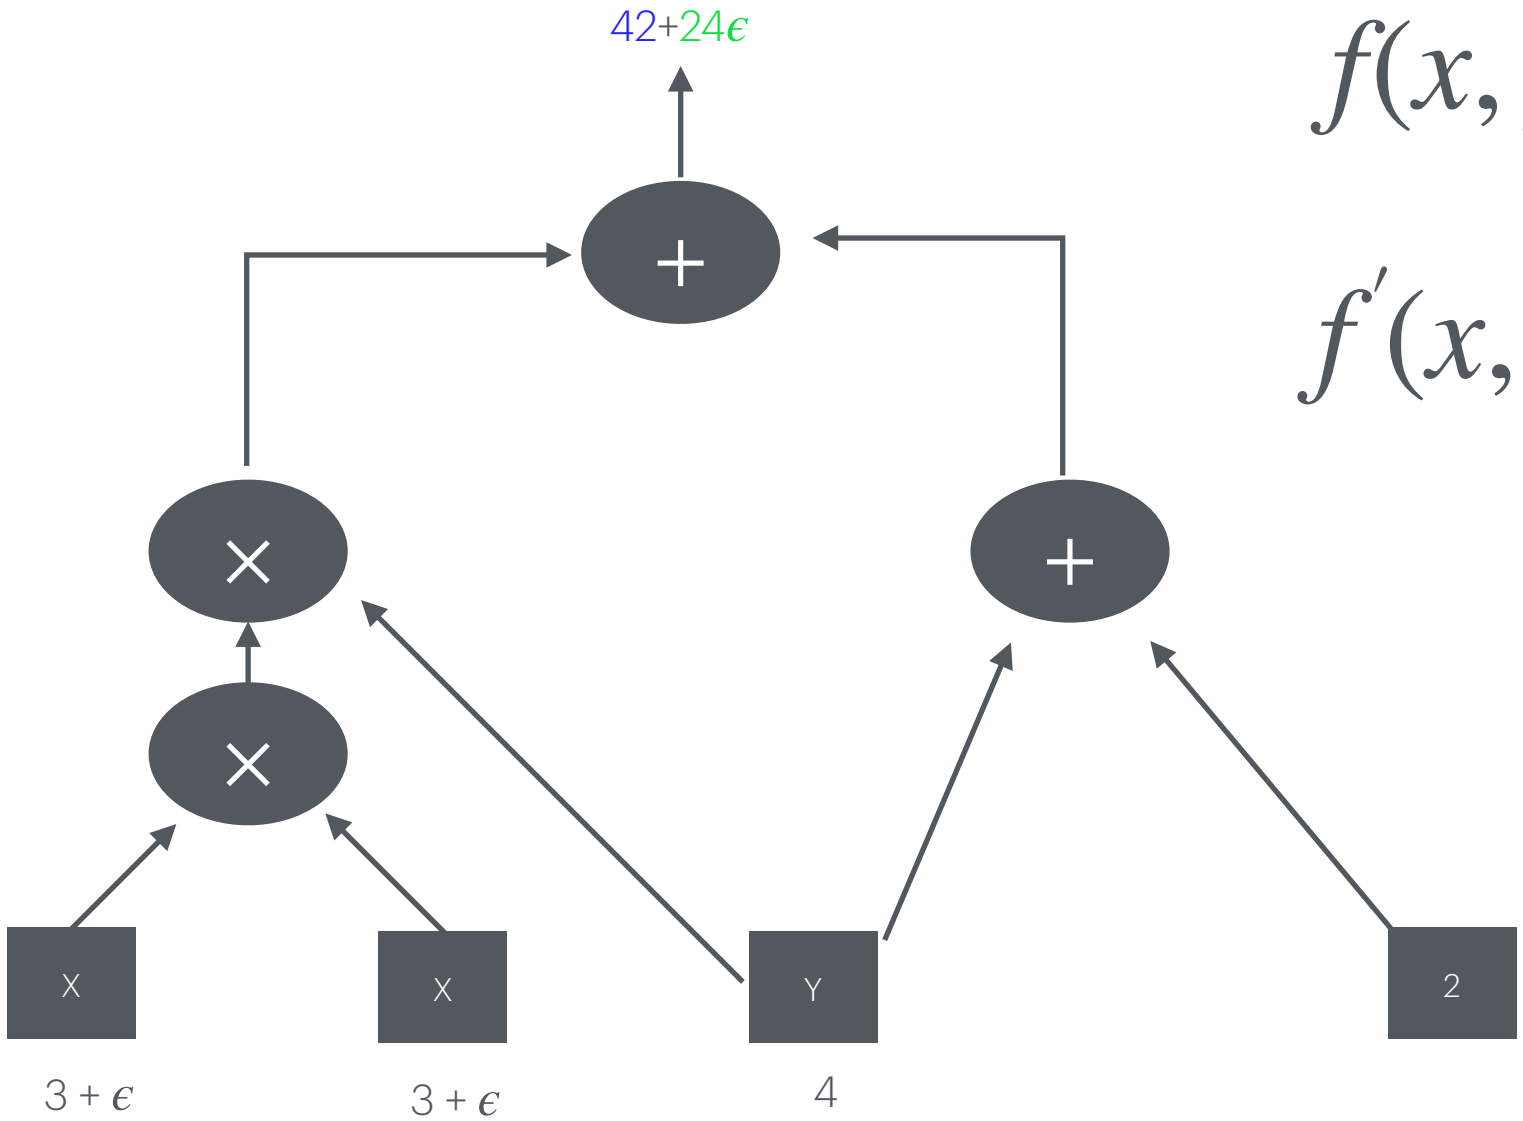 42+24ϵ
f(x,
+
f′(x,
×
+
×
X
X
Y
2
3 + ϵ
3 + ϵ
4